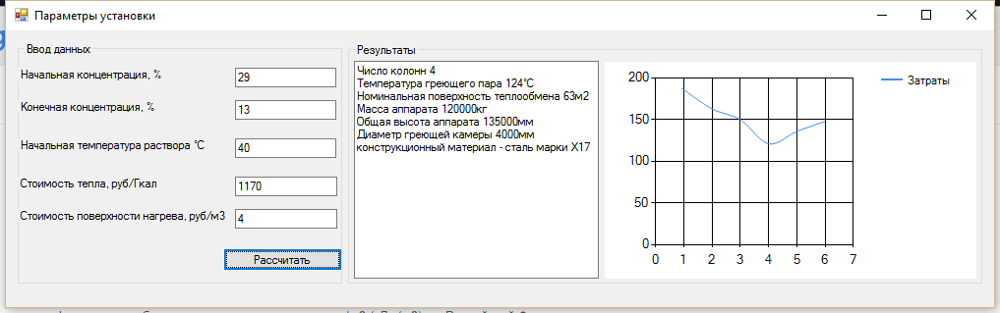 Параметры установки
Ввод данных
Начальная концентрация, %
29
Конечная концентрация, %
13
Начальная температура раствора °С
40
Стоимость тепла, руб/Гкал
1170
Стоимость поверхности нагрева, руб/м3
4
Рассчитать
Результаты
Число колонн 4
Температура греющего пара 124°С
Номинальная поверхность теплообмена 63м2
Масса аппарата 120000кг
Общая высота аппарата 135000мм
Диаметр греющей камеры 4000мм
конструкционный материал - сталь марки Х17
200
150
100
50
0
0 1 2 3 4 5 6 7
Затраты